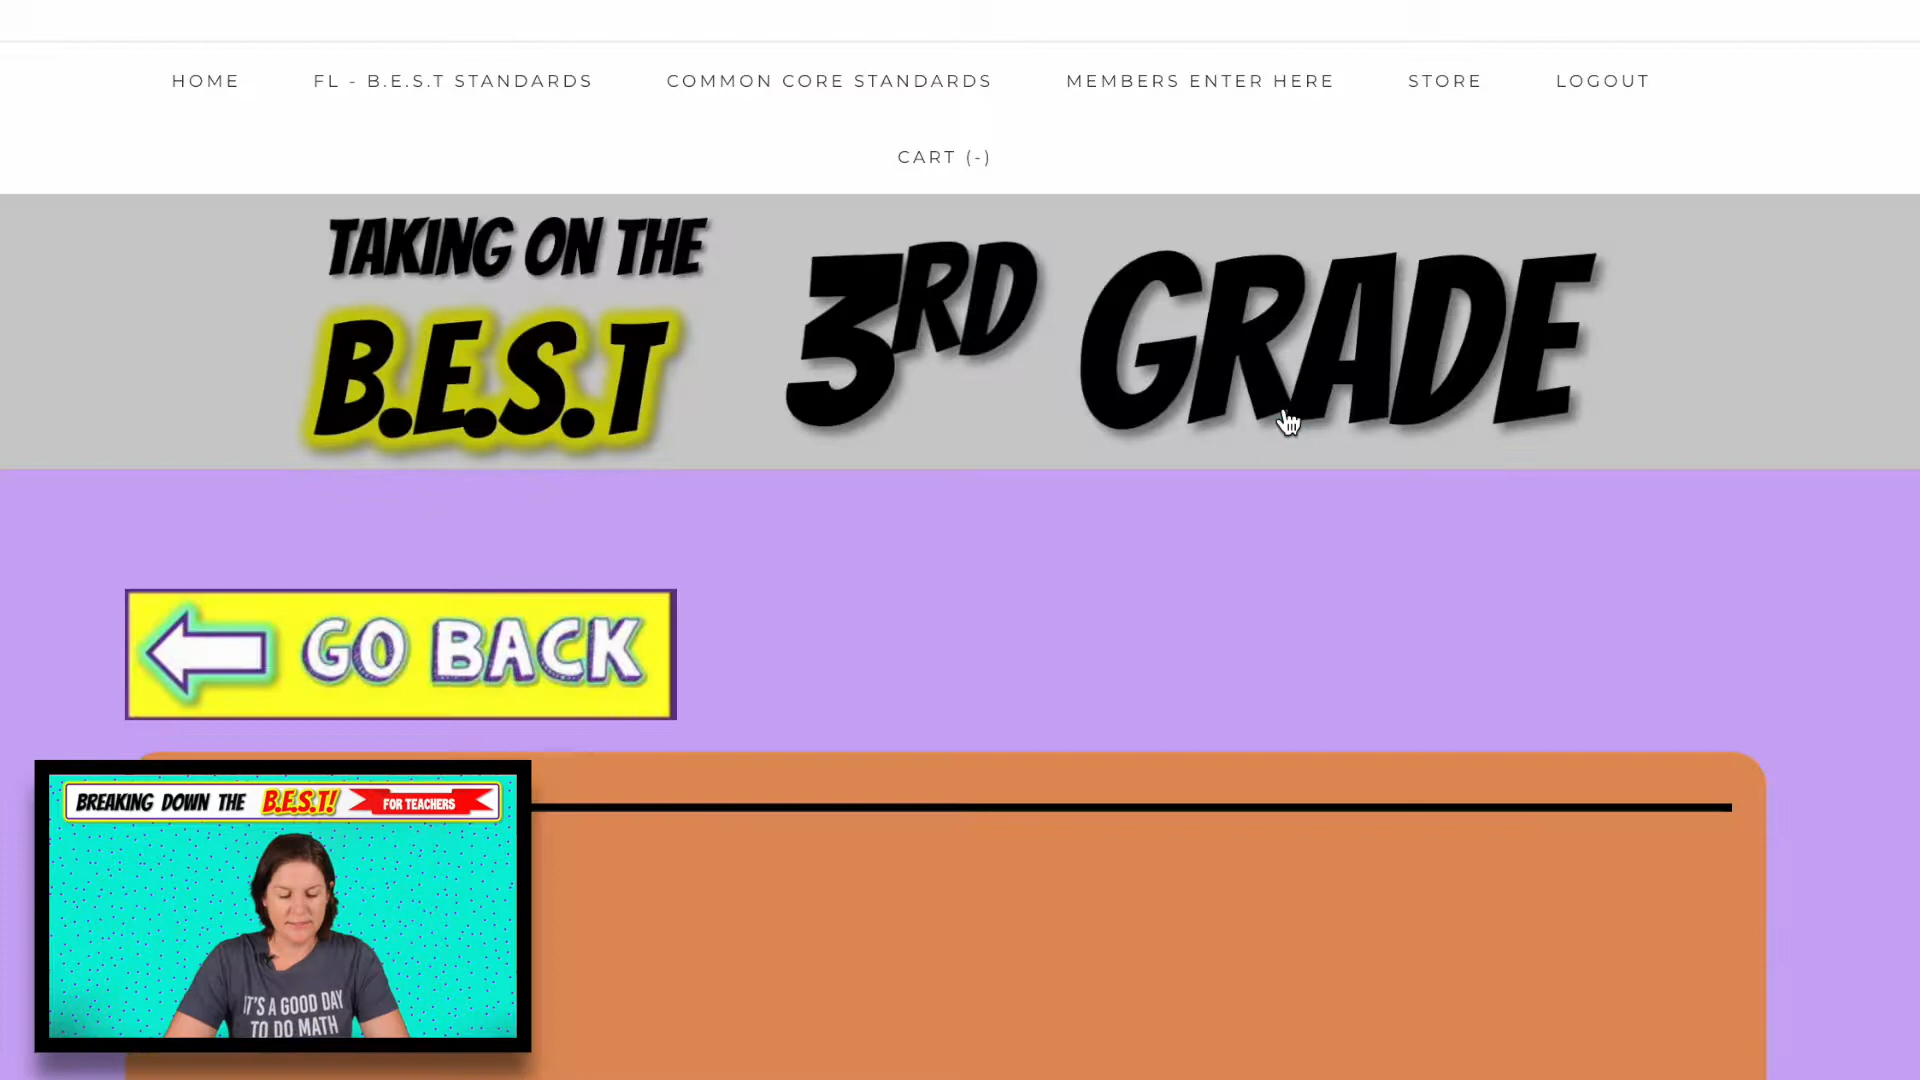 HOME FL - B.E.S.T STANDARDS COMMON CORE STANDARDS MEMBERS ENTER HERE STORE LOGOUT
CART (-)
TAKING ON THE
B.E.S.T
3RD GRADE
GO BACK
BREAKING DOWN THE B.E.S.T! FOR TEACHERS
IT'S A GOOD DAY
TO DO MATH